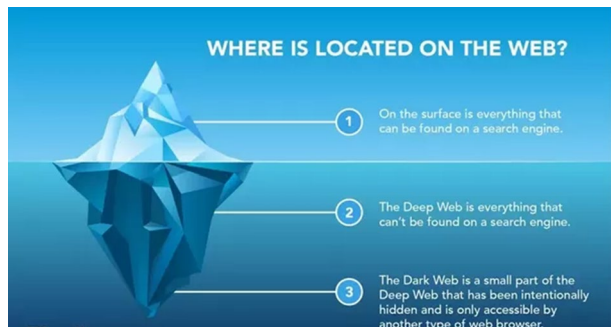 WHERE IS LOCATED ON THE WEB?
1
On the surface is everything that
can be found on a search engine.
2
The Deep Web is everything that
can't be found on a search engine.
3
The Dark Web is a small part of the
Deep Web that has been intentionally
hidden and is only accessible by
another type of web browser.